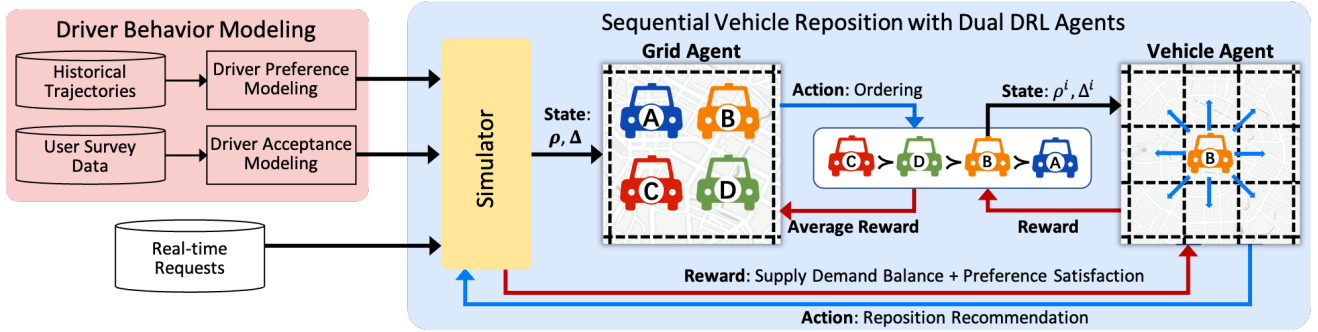 Driver Behavior Modeling
Historical
Trajectories
Driver Preference
Modeling
User Survey
Data
Driver Acceptance
Modeling
Real-time
Requests
Sequential Vehicle Reposition with Dual DRL Agents
Simulator
State:
ρ, Δ
Grid Agent
A
B
C
D
Action: Ordering
C ≻ D ≻ B ≻ A
Average Reward
State: ρⁱ, Δⁱ
Reward
Vehicle Agent
B
Reward: Supply Demand Balance + Preference Satisfaction
Action: Reposition Recommendation